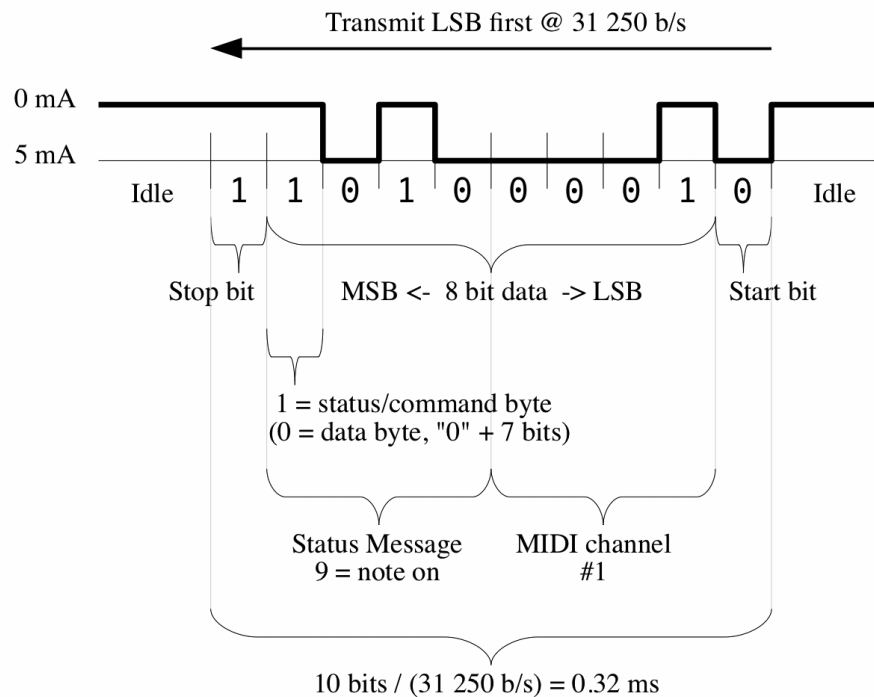 Transmit LSB first @ 31 250 b/s
0 mA
5 mA
Idle 1 1 0 1 0 0 0 0 1 0 Idle
Stop bit MSB <- 8 bit data -> LSB Start bit
1 = status/command byte
(0 = data byte, "0" + 7 bits)
Status Message MIDI channel
9 = note on #1
10 bits / (31 250 b/s) = 0.32 ms